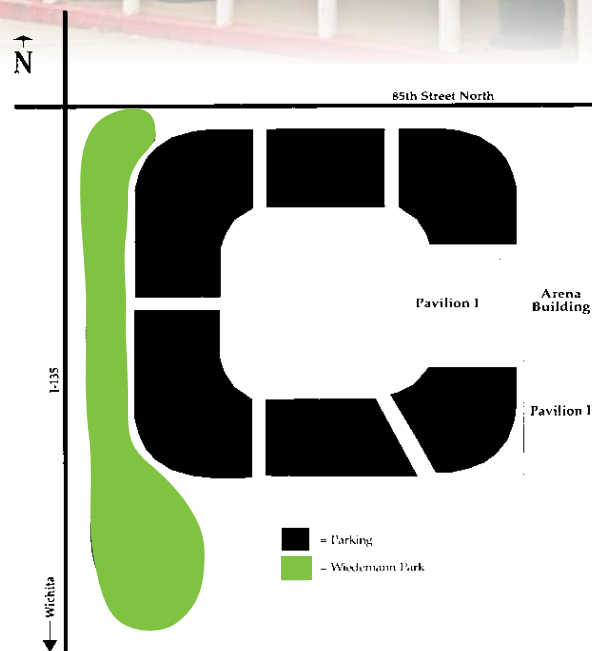 N
85th Street North
Pavilion I
Arena
Building
I-135
Pavilion I
= Parking
= Wiedemann Park
Wichita